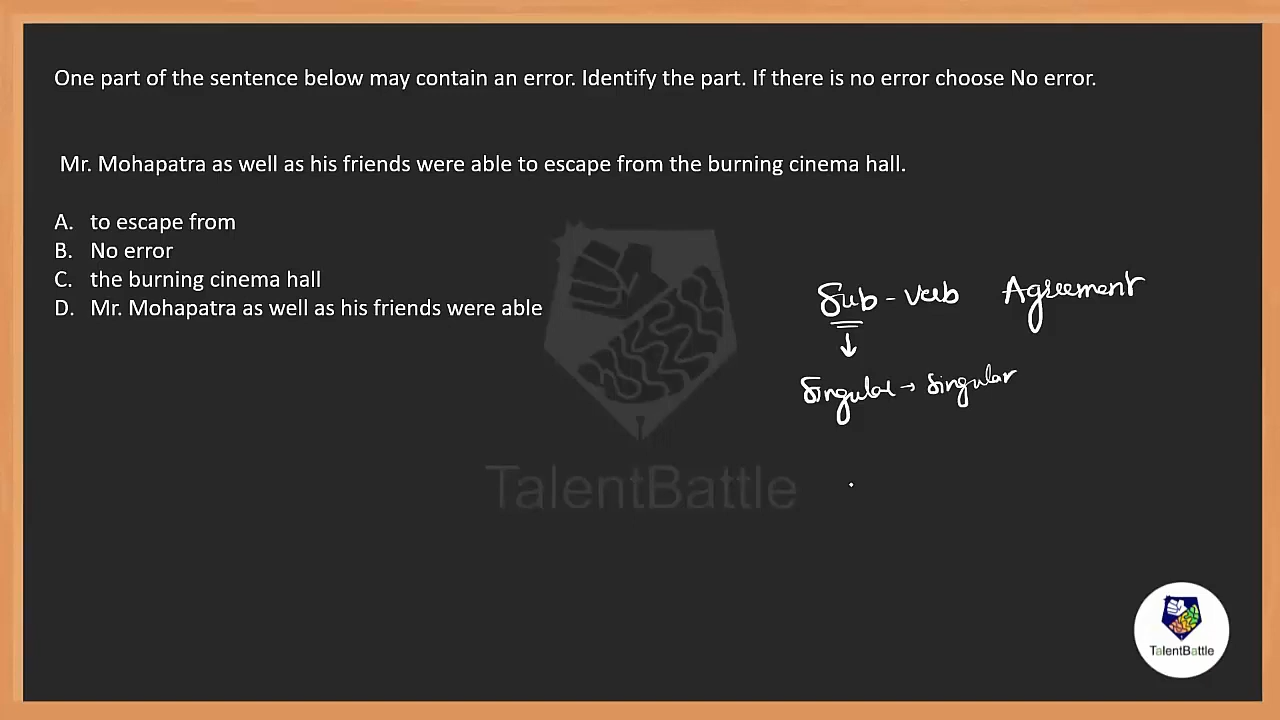 One part of the sentence below may contain an error. Identify the part. If there is no error choose No error.
Mr. Mohapatra as well as his friends were able to escape from the burning cinema hall.
A. to escape from
B. No error
C. the burning cinema hall
D. Mr. Mohapatra as well as his friends were able
Sub - verb Agreement
Singular → Singular
TalentBattle
TalentBattle